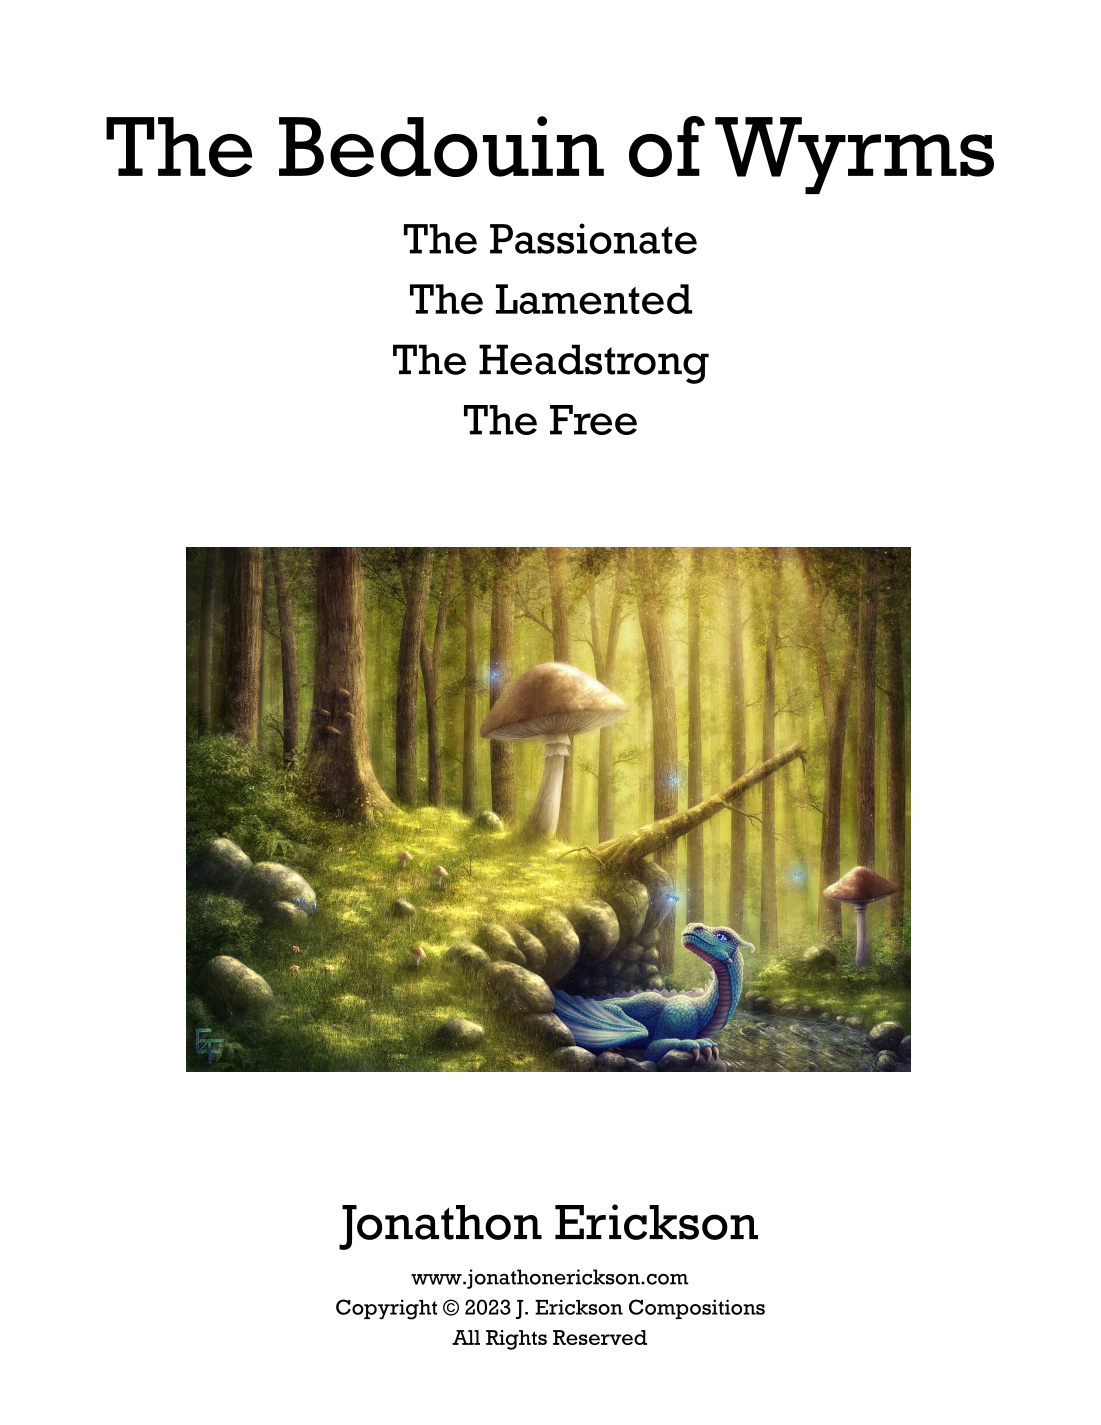 The Bedouin of Wyrms
The Passionate
The Lamented
The Headstrong
The Free
Jonathon Erickson
www.jonathonerickson.com
Copyright © 2023 J. Erickson Compositions
All Rights Reserved